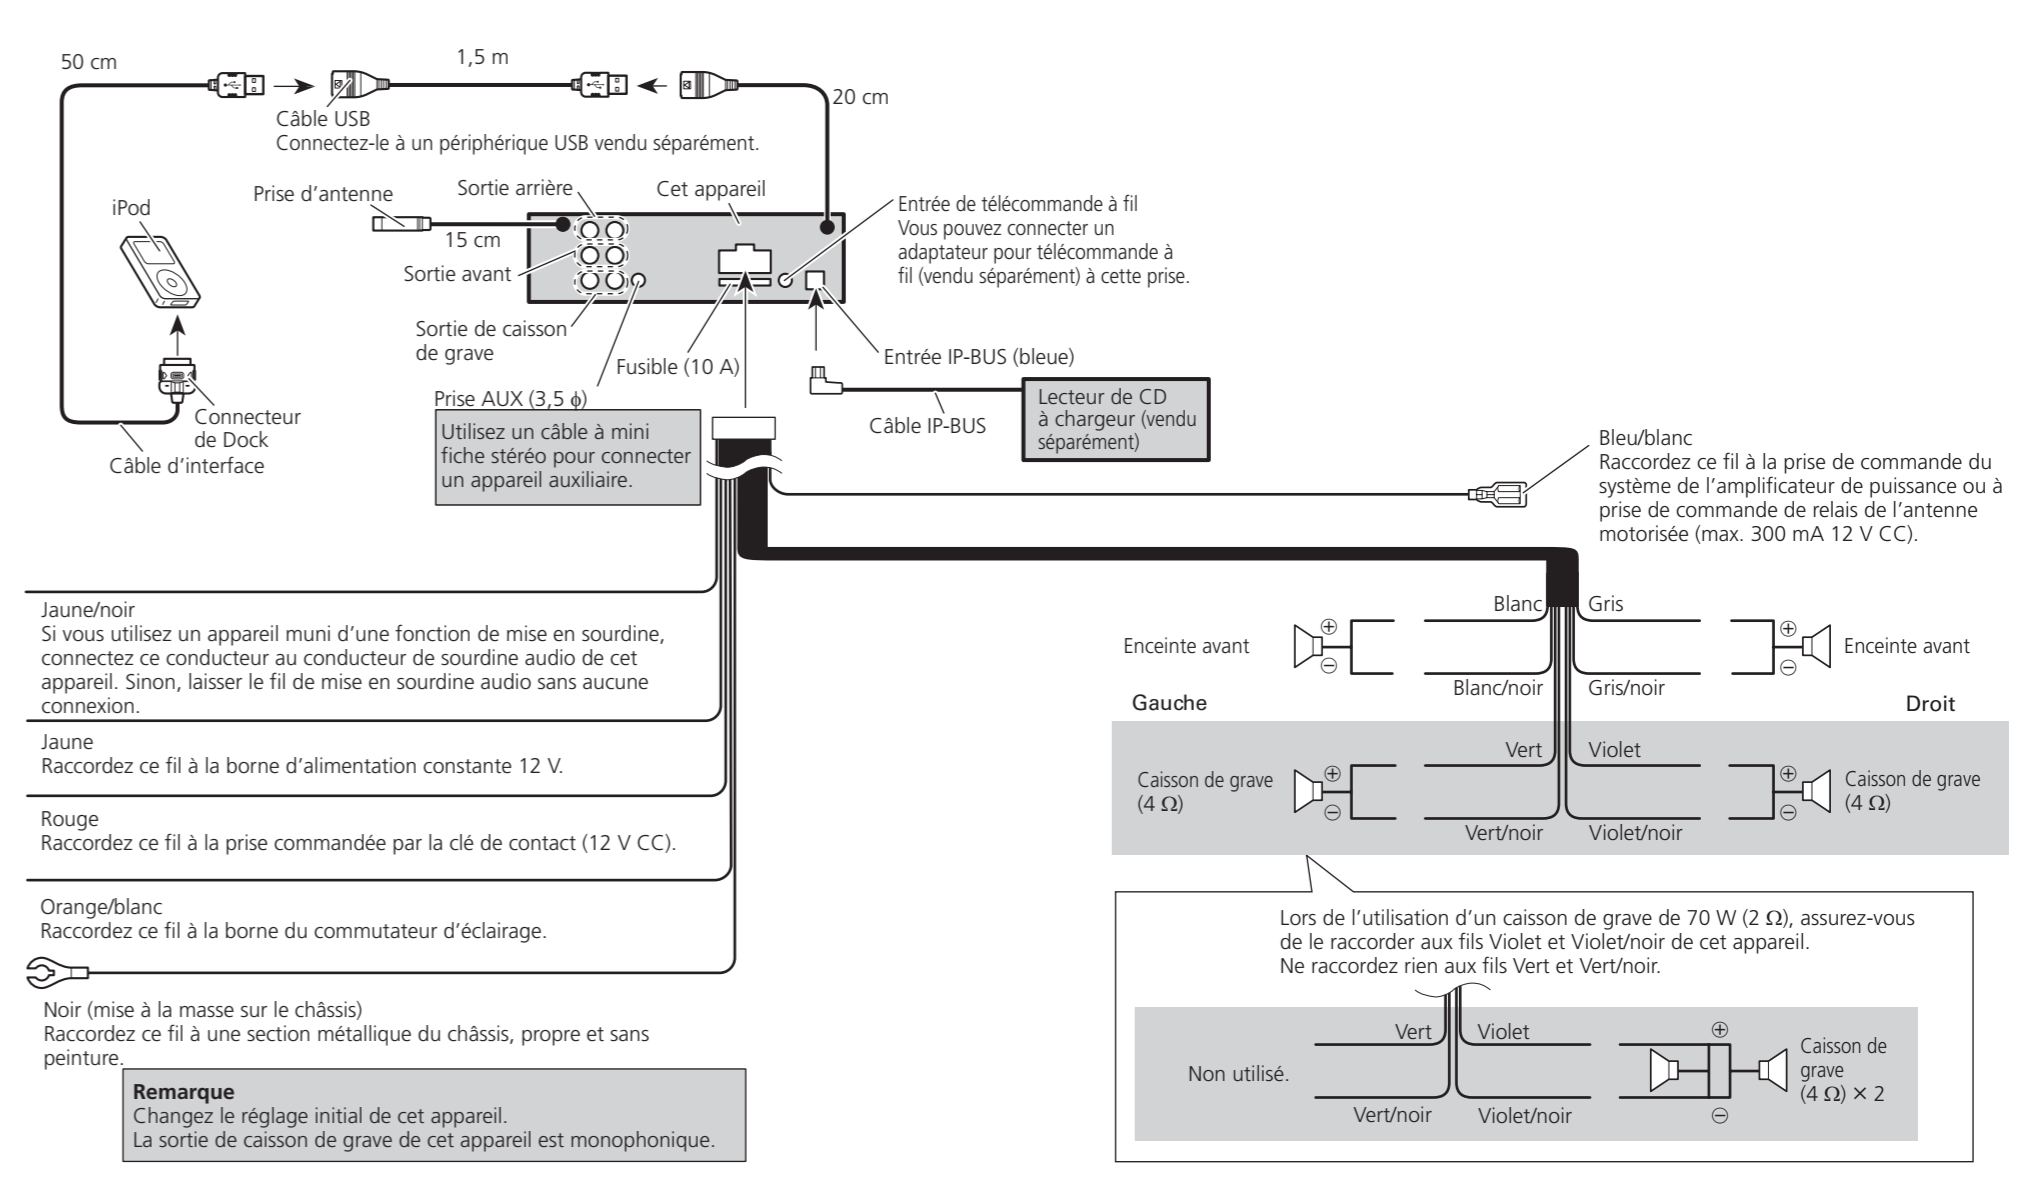 50 cm
1,5 m
20 cm
Câble USB
Connectez-le à un périphérique USB vendu séparément.
iPod
Prise d'antenne
15 cm
Sortie arrière
Cet appareil
Sortie avant
Entrée de télécommande à fil
Vous pouvez connecter un
adaptateur pour télécommande à
fil (vendu séparément) à cette prise.
Sortie de caisson
de grave
Fusible (10 A)
Entrée IP-BUS (bleue)
Prise AUX (3,5 ϕ)
Utilisez un câble à mini
fiche stéréo pour connecter
un appareil auxiliaire.
Connecteur
de Dock
Câble d'interface
Câble IP-BUS
Lecteur de CD
à chargeur (vendu
séparément)
Bleu/blanc
Raccordez ce fil à la prise de commande du
système de l'amplificateur de puissance ou à
prise de commande de relais de l'antenne
motorisée (max. 300 mA 12 V CC).
Jaune/noir
Si vous utilisez un appareil muni d'une fonction de mise en sourdine,
connectez ce conducteur au conducteur de sourdine audio de cet
appareil. Sinon, laisser le fil de mise en sourdine audio sans aucune
connexion.
Jaune
Raccordez ce fil à la borne d'alimentation constante 12 V.
Rouge
Raccordez ce fil à la prise commandée par la clé de contact (12 V CC).
Orange/blanc
Raccordez ce fil à la borne du commutateur d'éclairage.
Noir (mise à la masse sur le châssis)
Raccordez ce fil à une section métallique du châssis, propre et sans
peinture.
Remarque
Changez le réglage initial de cet appareil.
La sortie de caisson de grave de cet appareil est monophonique.
Blanc
Gris
Enceinte avant
⊕
⊖
⊕
⊖
Enceinte avant
Blanc/noir
Gris/noir
Gauche
Droit
Vert
Violet
Caisson de grave
(4 Ω)
⊕
⊖
⊕
⊖
Caisson de grave
(4 Ω)
Vert/noir
Violet/noir
Lors de l'utilisation d'un caisson de grave de 70 W (2 Ω), assurez-vous
de le raccorder aux fils Violet et Violet/noir de cet appareil.
Ne raccordez rien aux fils Vert et Vert/noir.
Vert
Violet
⊕
Non utilisé.
Caisson de
grave
(4 Ω) × 2
Vert/noir
Violet/noir
⊖